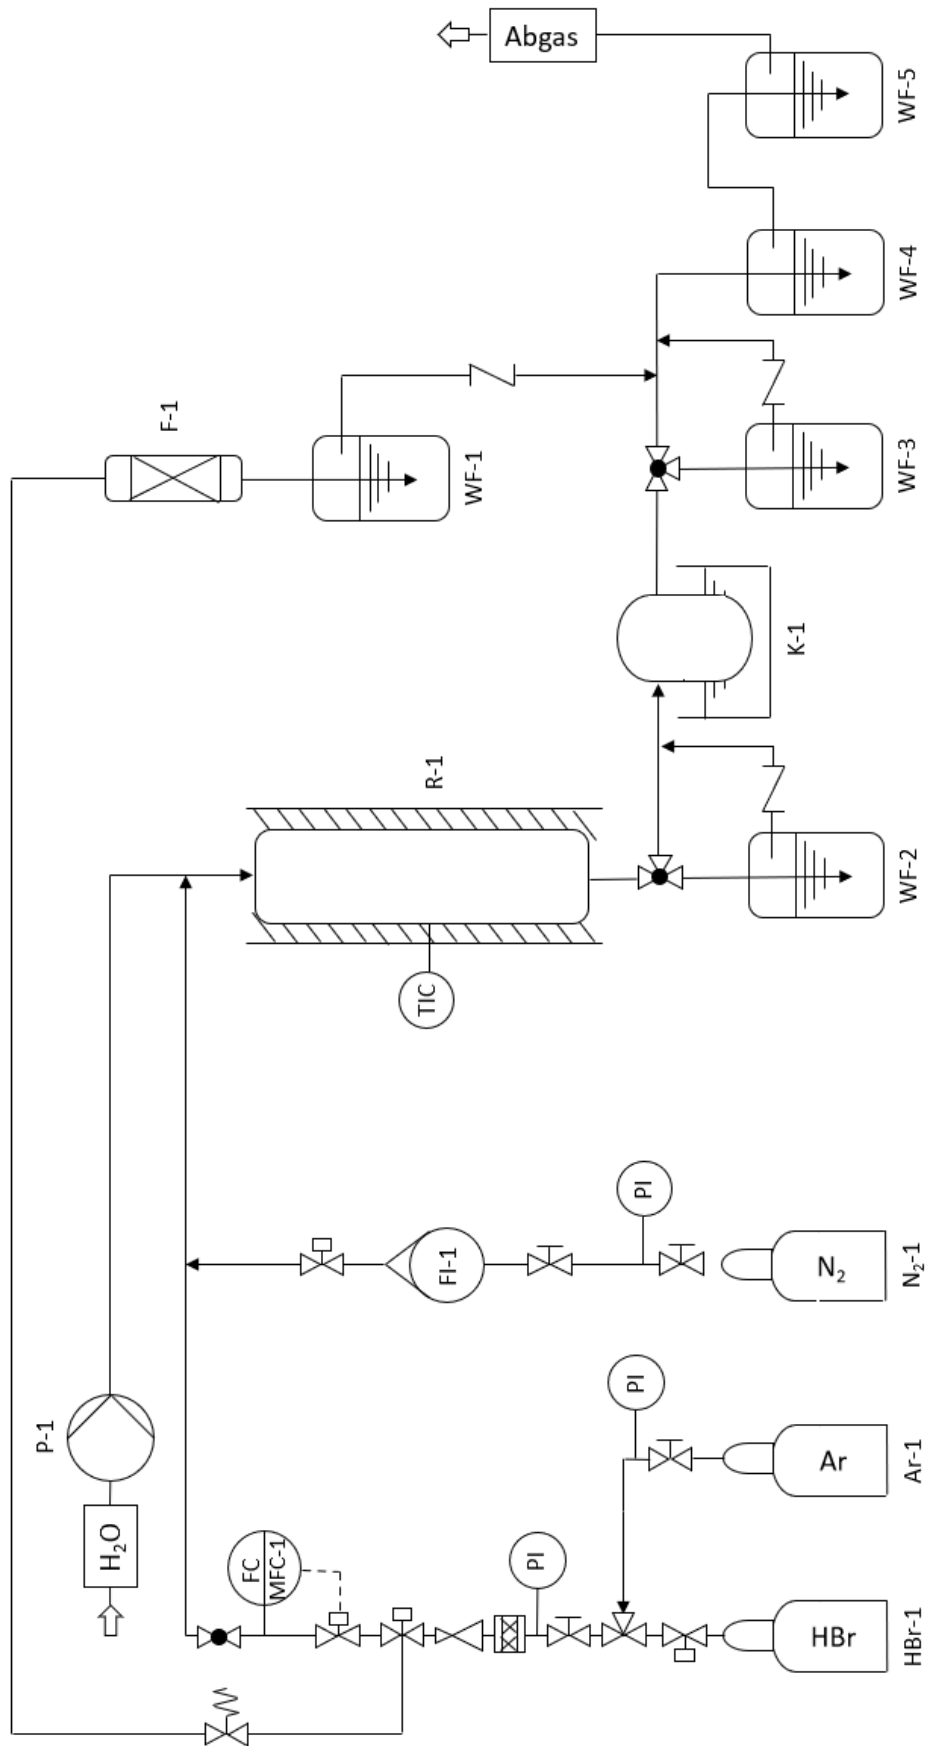 Abgas
WF-5
WF-4
F-1
WF-1
WF-3
K-1
R-1
WF-2
TIC
PI
FI-1
N₂
N₂-1
P-1
PI
Ar
Ar-1
H₂O
FC
MFC-1
PI
HBr
HBr-1